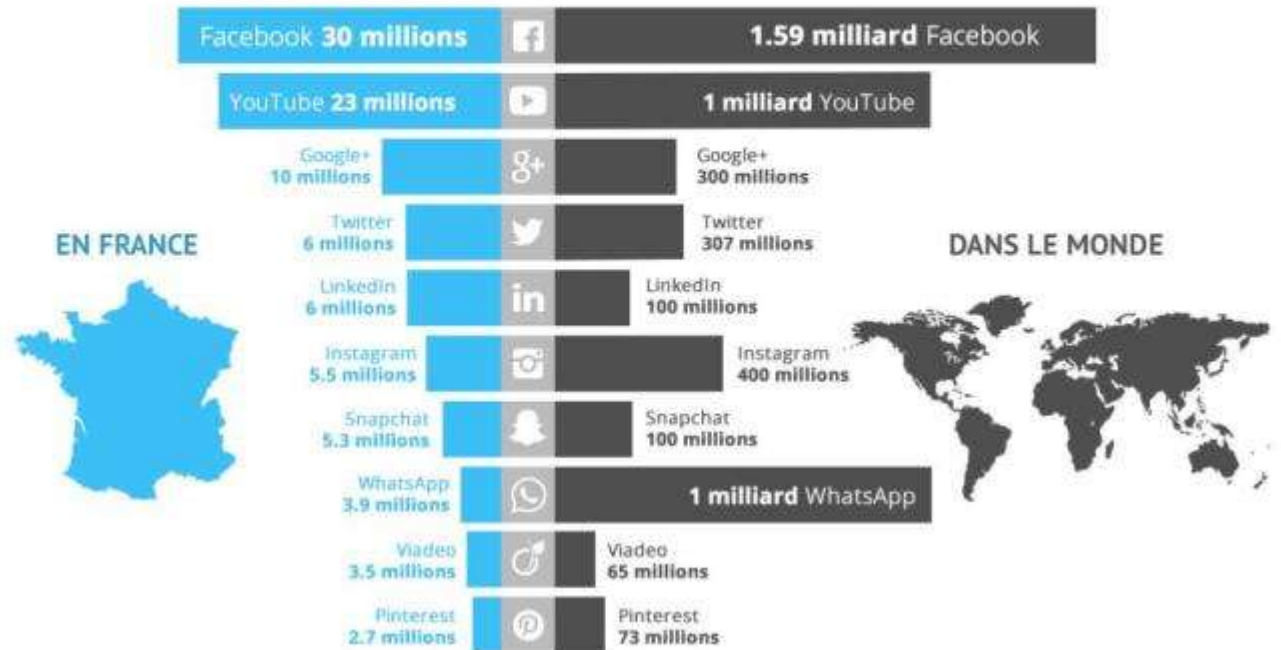 Facebook 30 millions
1.59 milliard Facebook
YouTube 23 millions
1 milliard YouTube
Google+
10 millions
Google+
300 millions
Twitter
6 millions
Twitter
307 millions
EN FRANCE
DANS LE MONDE
LinkedIn
6 millions
LinkedIn
100 millions
Instagram
5.5 millions
Instagram
400 millions
Snapchat
5.3 millions
Snapchat
100 millions
WhatsApp
3.9 millions
1 milliard WhatsApp
Viadeo
3.5 millions
Viadeo
65 millions
Pinterest
2.7 millions
Pinterest
73 millions